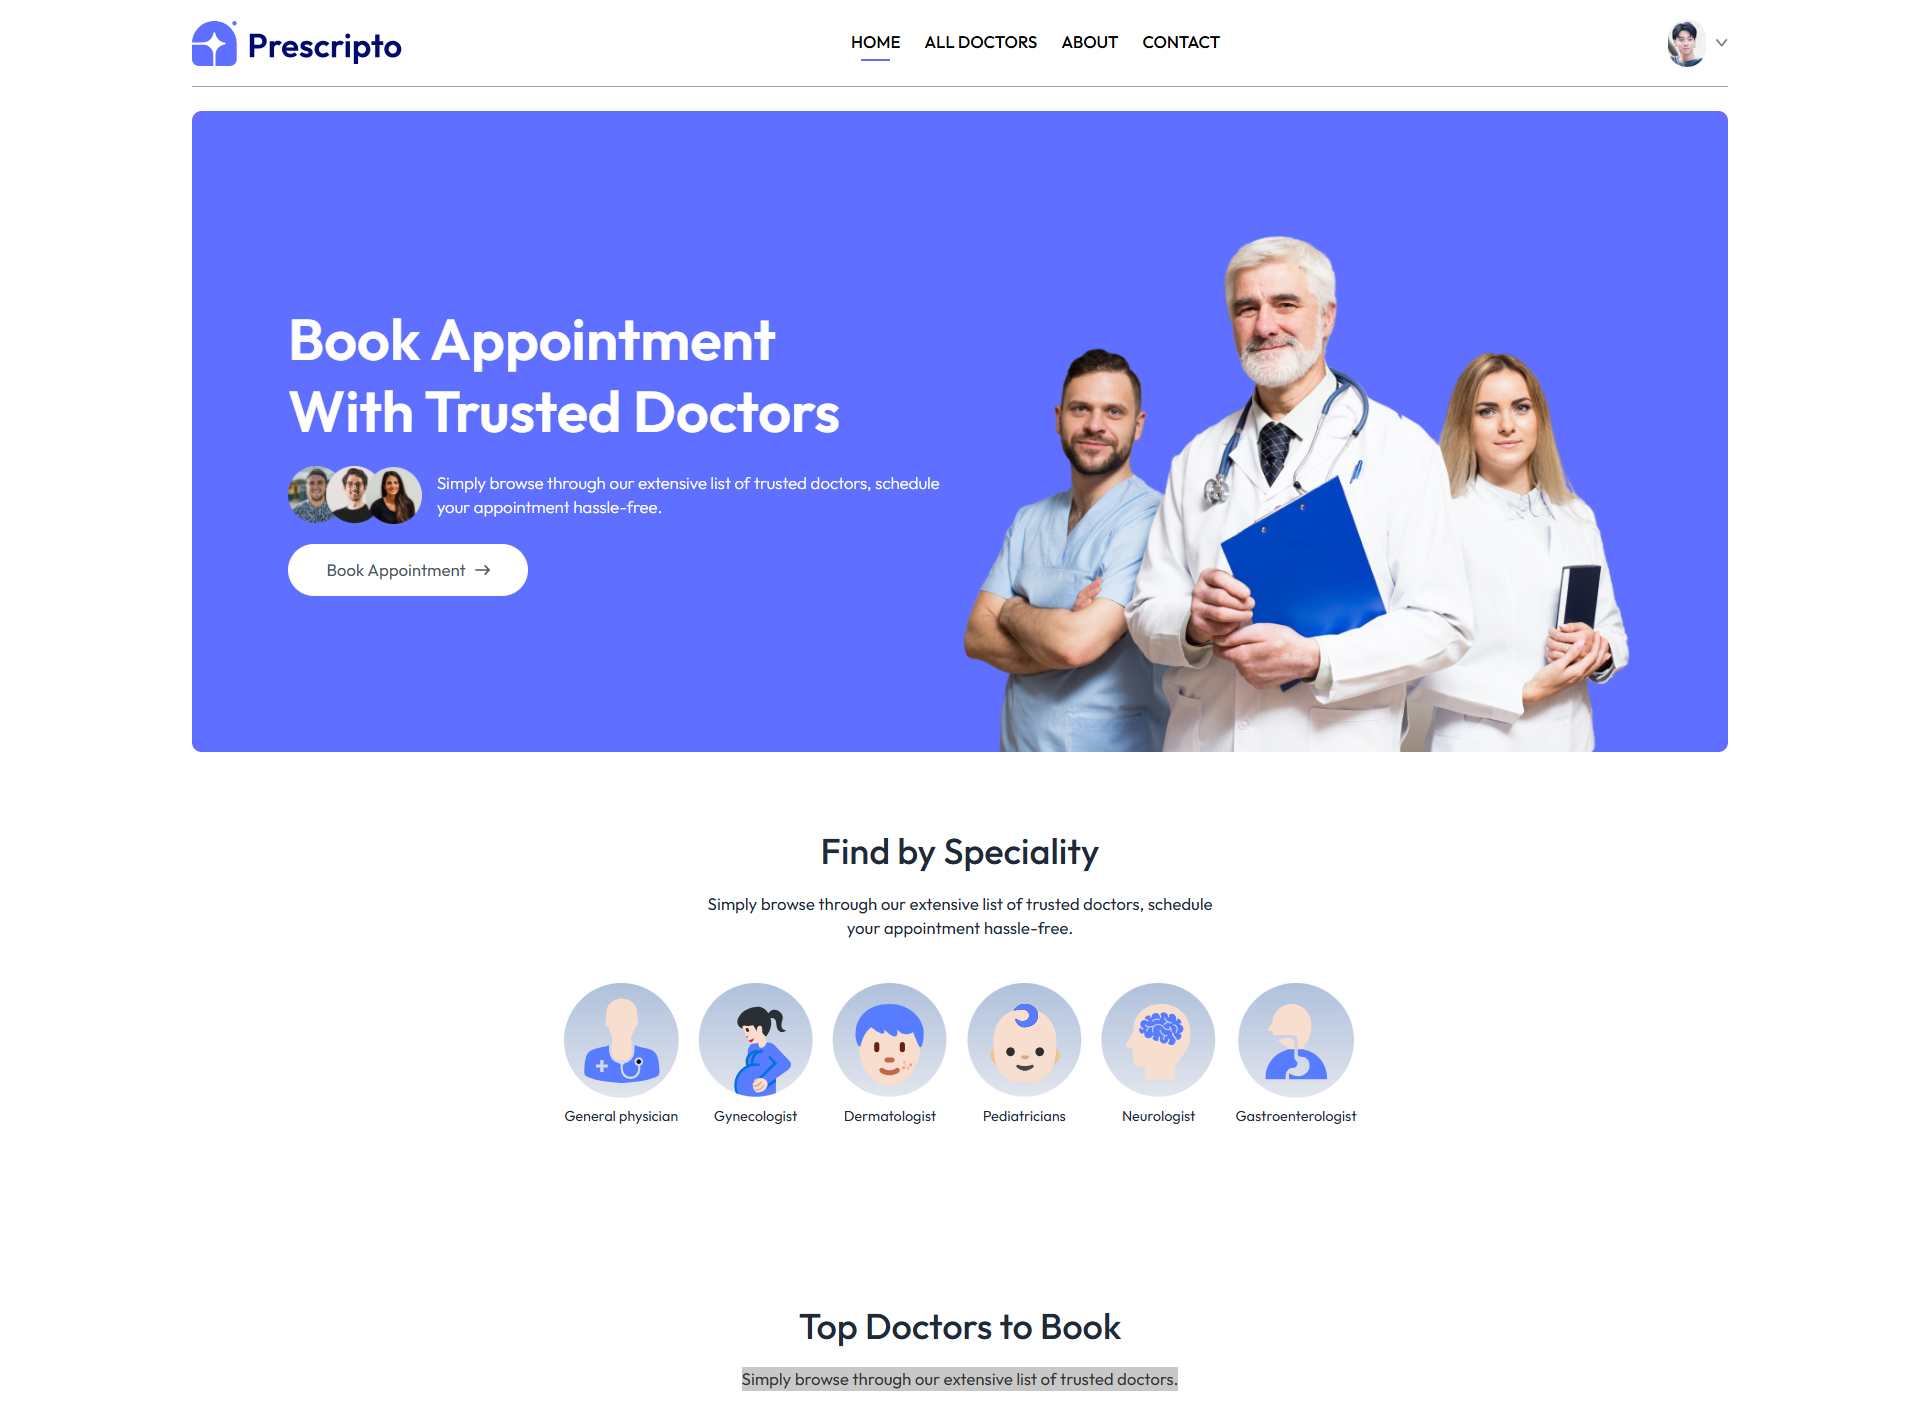 Prescripto
HOME
ALL DOCTORS
ABOUT
CONTACT
Book Appointment
With Trusted Doctors
Simply browse through our extensive list of trusted doctors, schedule
your appointment hassle-free.
Book Appointment →
Find by Speciality
Simply browse through our extensive list of trusted doctors, schedule
your appointment hassle-free.
General physician
Gynecologist
Dermatologist
Pediatricians
Neurologist
Gastroenterologist
Top Doctors to Book
Simply browse through our extensive list of trusted doctors.